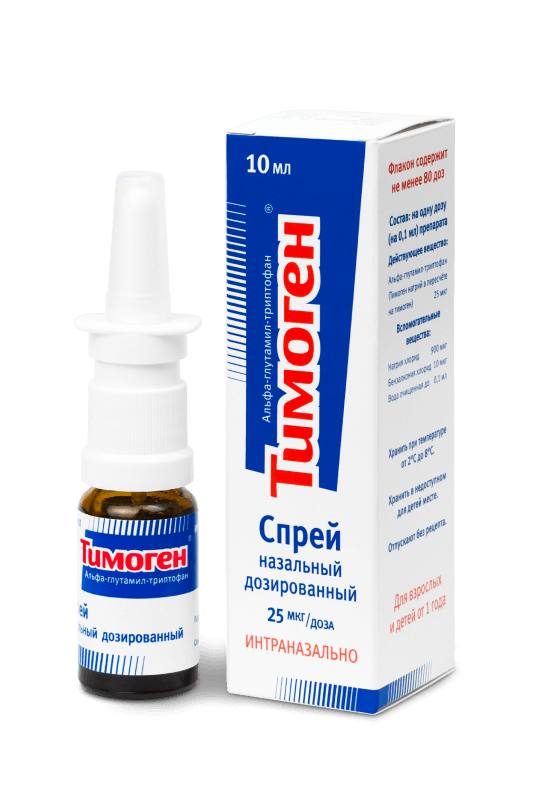 10 мл
Тимоген®
Альфа-глутамил-триптофан
Спрей
назальный
дозированный
25 мкг/доза
ИНТРАНАЗАЛЬНО
Флакон содержит
не менее 80 доз
Состав: на одну дозу
(на 0,1 мл) препарата
Действующее вещество:
Альфа-глутамил-триптофан
(Тимоген натрий в пересчёте
на тимоген) 25 мкг
Вспомогательные
вещества:
Натрия хлорид 900 мкг
Бензалкония хлорид 10 мкг
Вода очищенная до 0,1 мл
Хранить при температуре
от 2°C до 8°C.
Хранить в недоступном
для детей месте.
Отпускают без рецепта.
Для взрослых
и детей от 1 года
Тимоген®
Альфа-глутамил-триптофан
ей
льный дозированный